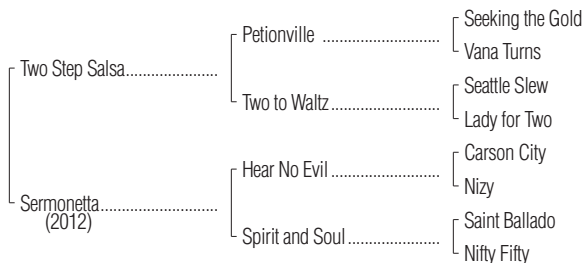 Seeking the Gold
Petionville
Vana Turns
Two Step Salsa
Seattle Slew
Two to Waltz
Lady for Two
Carson City
Hear No Evil
Nizy
Sermonetta
(2012)
Saint Ballado
Spirit and Soul
Nifty Fifty